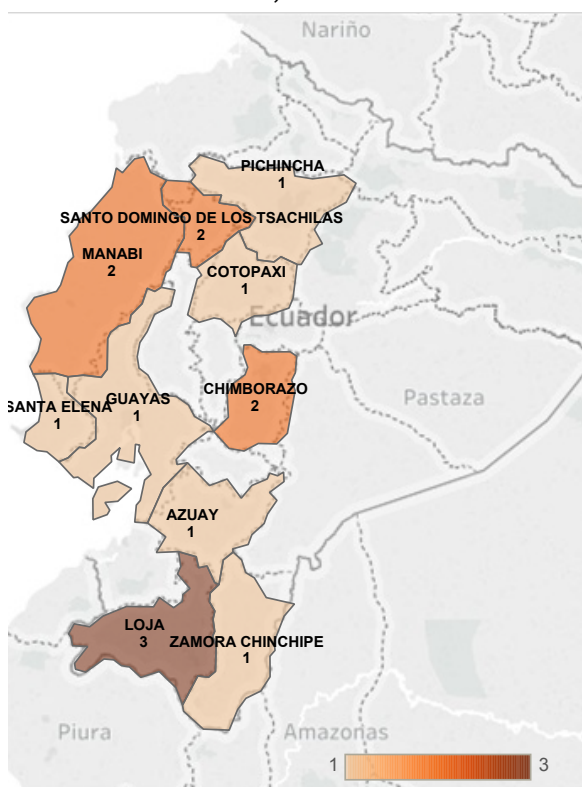 Nariño
PICHINCHA
1
SANTO DOMINGO DE LOS TSACHILAS
2
MANABI
2
COTOPAXI
1
Ecuador
CHIMBORAZO
2
Pastaza
GUAYAS
1
SANTA ELENA
1
AZUAY
1
LOJA
3
ZAMORA CHINCHIPE
1
Piura
Amazonas
1
3